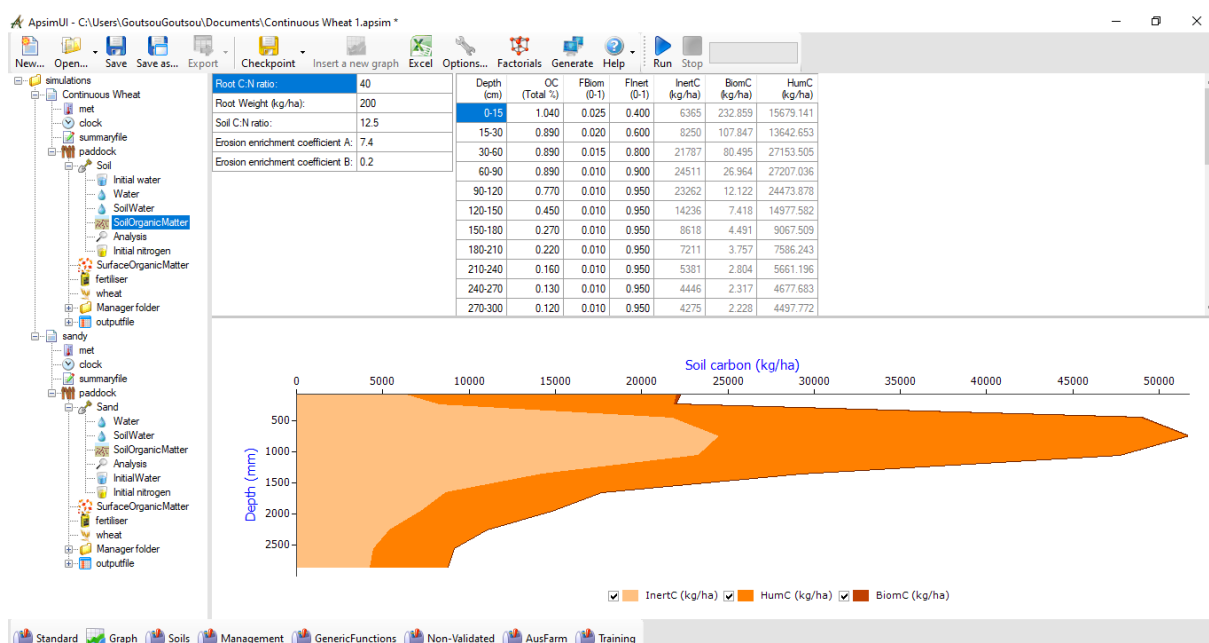 ApsimUI - C:\Users\GoutsouGoutsou\Documents\Continuous Wheat 1.apsim *
New... Open... Save Save as... Export Checkpoint Insert a new graph Excel Options... Factorials Generate Help Run Stop
simulations
Continuous Wheat
met
clock
summaryfile
paddock
Soil
Initial water
Water
SoilWater
SoilOrganicMatter
Analysis
Initial nitrogen
SurfaceOrganicMatter
fertiliser
wheat
Manager folder
outputfile
sandy
met
clock
summaryfile
paddock
Sand
Water
SoilWater
SoilOrganicMatter
Analysis
InitialWater
Initial nitrogen
SurfaceOrganicMatter
fertiliser
wheat
Manager folder
outputfile
Root C:N ratio: 40
Root Weight (kg/ha): 200
Soil C:N ratio: 12.5
Erosion enrichment coefficient A: 7.4
Erosion enrichment coefficient B: 0.2
Depth OC FBiom FInert InertC BiomC HumC
(cm) (Total %) (0-1) (0-1) (kg/ha) (kg/ha) (kg/ha)
0-15 1.040 0.025 0.400 6365 232.859 15679.141
15-30 0.890 0.020 0.600 8250 107.847 13642.653
30-60 0.890 0.015 0.800 21787 80.495 27153.505
60-90 0.890 0.010 0.900 24511 26.964 27207.036
90-120 0.770 0.010 0.950 23262 12.122 24473.878
120-150 0.450 0.010 0.950 14236 7.418 14977.582
150-180 0.270 0.010 0.950 8618 4.491 9067.509
180-210 0.220 0.010 0.950 7211 3.757 7586.243
210-240 0.160 0.010 0.950 5381 2.804 5661.196
240-270 0.130 0.010 0.950 4446 2.317 4677.683
270-300 0.120 0.010 0.950 4275 2.228 4497.772
Soil carbon (kg/ha)
0 5000 10000 15000 20000 25000 30000 35000 40000 45000 50000
Depth (mm)
500
1000
1500
2000
2500
InertC (kg/ha) HumC (kg/ha) BiomC (kg/ha)
Standard Graph Soils Management GenericFunctions Non-Validated AusFarm Training